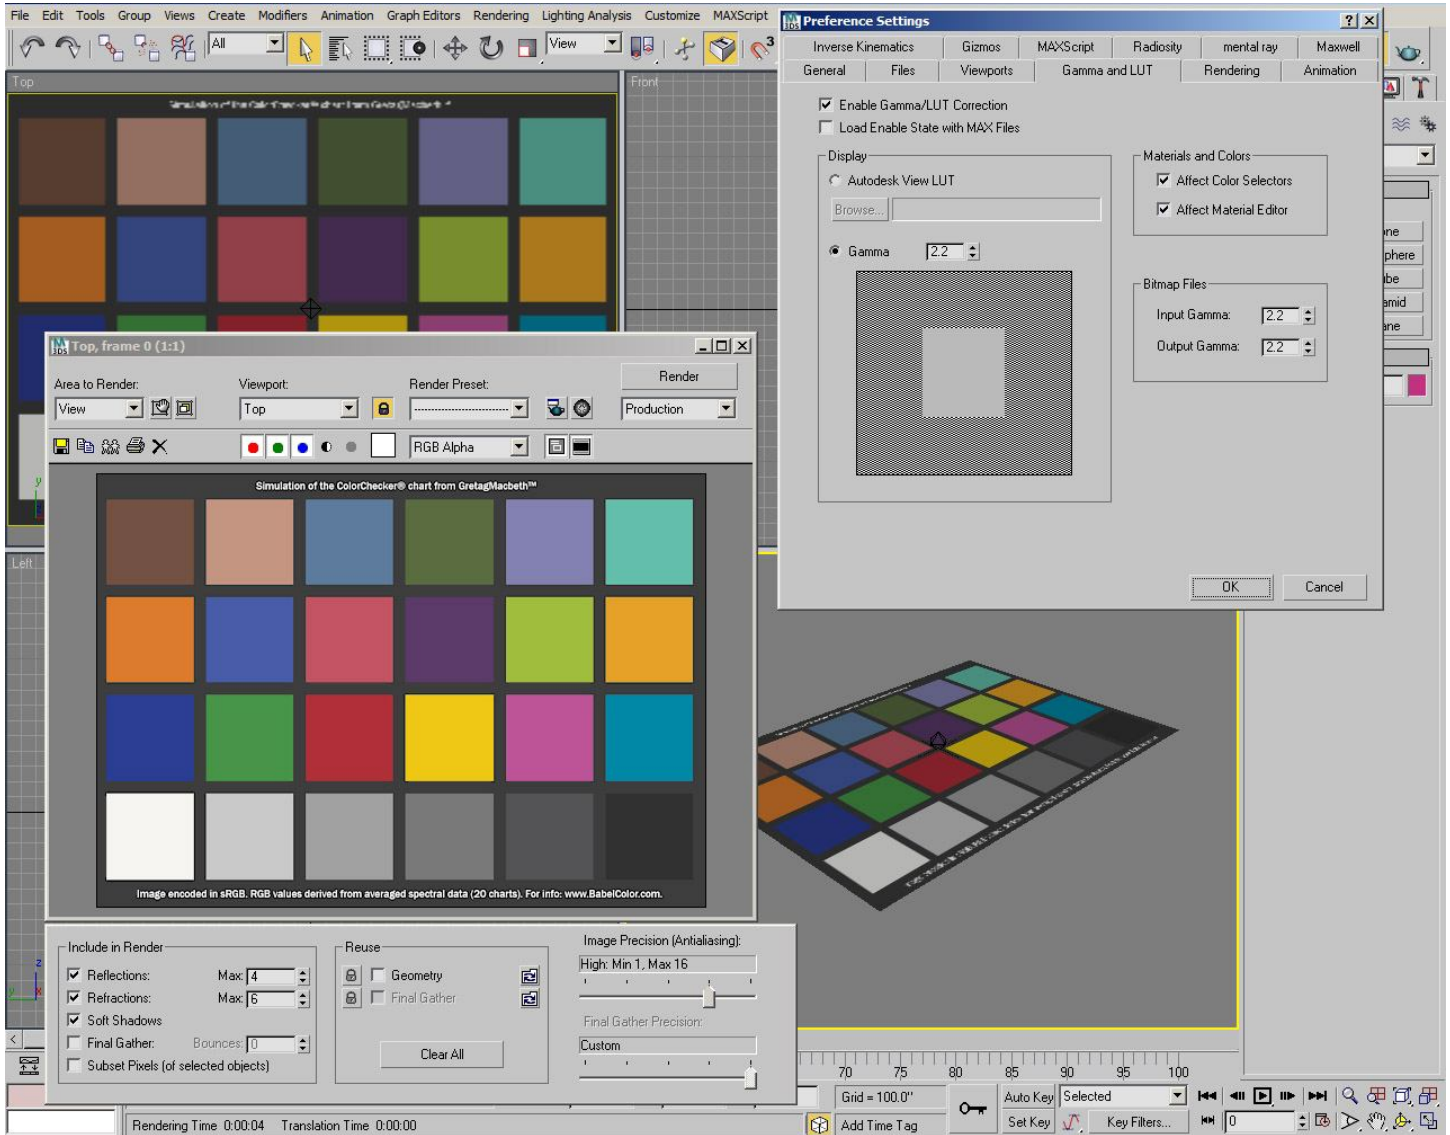 File Edit Tools Group Views Create Modifiers Animation Graph Editors Rendering Lighting Analysis Customize MAXScript
All
View
Top
Front
Simulation of the ColorChecker® chart from GretagMacbeth™
Preference Settings
Inverse Kinematics Gizmos MAXScript Radiosity mental ray Maxwell
General Files Viewports Gamma and LUT Rendering Animation
Enable Gamma/LUT Correction
Load Enable State with MAX Files
Display
Autodesk View LUT
Browse...
Gamma 2.2
Materials and Colors
Affect Color Selectors
Affect Material Editor
Bitmap Files
Input Gamma: 2.2
Output Gamma: 2.2
OK Cancel
Top, frame 0 (1:1)
Area to Render: Viewport: Render Preset: Render
View Top Production
RGB Alpha
Simulation of the ColorChecker® chart from GretagMacbeth™
Image encoded in sRGB. RGB values derived from averaged spectral data (20 charts). For info: www.BabelColor.com.
Left
y
z
y x
Include in Render
Reflections: Max: 4
Refractions: Max: 6
Soft Shadows
Final Gather: Bounces: 0
Subset Pixels (of selected objects)
Reuse
Geometry
Final Gather
Clear All
Image Precision (Antialiasing):
High: Min 1, Max 16
Final Gather Precision:
Custom
70 75 80 85 90 95 100
Grid = 100.0" Auto Key Selected
Add Time Tag Set Key Key Filters... 0
Rendering Time 0:00:04 Translation Time 0:00:00